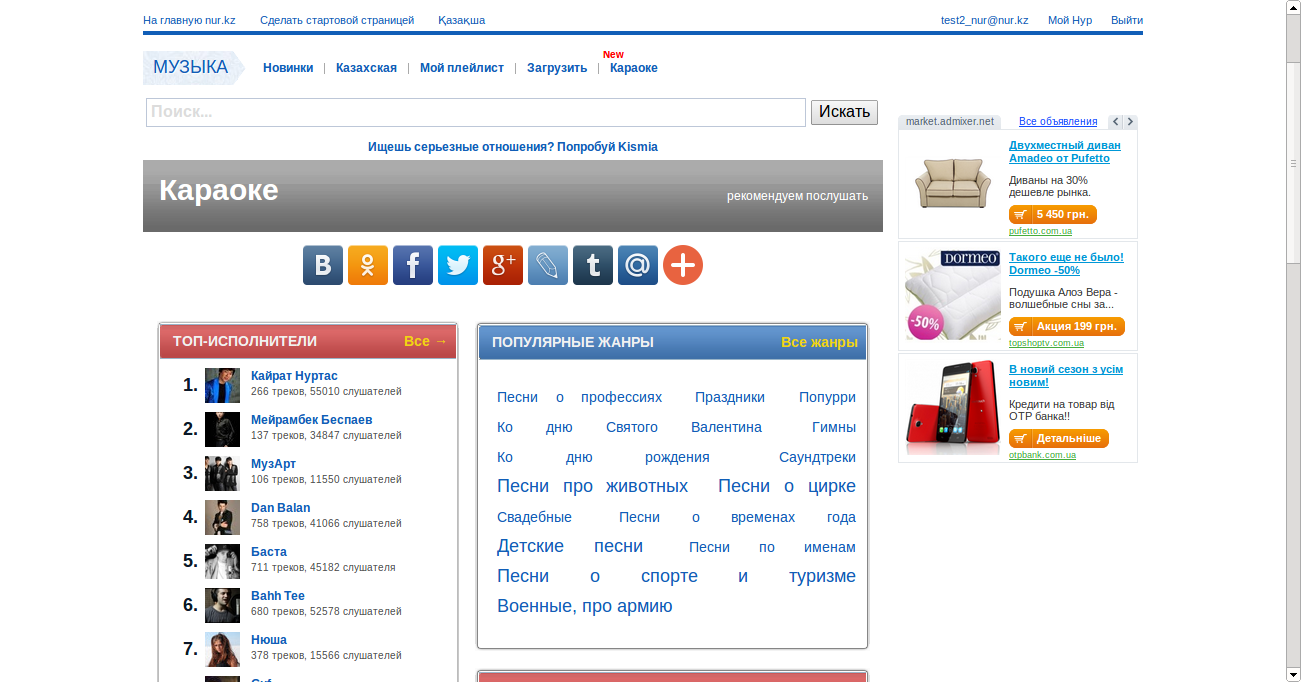 На главную nur.kz Сделать стартовой страницей Қазақша test2_nur@nur.kz Мой Нур Выйти
МУЗЫКА Новинки | Казахская | Мой плейлист | Загрузить | New Караоке
Поиск... Искать
Ищешь серьезные отношения? Попробуй Kismia
Караоке рекомендуем послушать
B f 8+ t @ +
ТОП-ИСПОЛНИТЕЛИ Все →
1. Кайрат Нуртас
266 треков, 55010 слушателей
2. Мейрамбек Беспаев
137 треков, 34847 слушателей
3. МузАрт
106 треков, 11550 слушателей
4. Dan Balan
758 треков, 41066 слушателей
5. Баста
711 треков, 45182 слушателя
6. Bahh Tee
680 треков, 52578 слушателей
7. Нюша
378 треков, 15566 слушателей
ПОПУЛЯРНЫЕ ЖАНРЫ Все жанры
Песни о профессиях Праздники Попурри
Ко дню Святого Валентина Гимны
Ко дню рождения Саундтреки
Песни про животных Песни о цирке
Свадебные Песни о временах года
Детские песни Песни по именам
Песни о спорте и туризме
Военные, про армию
market.admixer.net Все объявления
Двухместный диван
Amadeo от Pufetto
Диваны на 30%
дешевле рынка.
5 450 грн.
pufetto.com.ua
DORMEO
-50%
Такого еще не было!
Dormeo -50%
Подушка Алоэ Вера -
волшебные сны за...
Акция 199 грн.
topshoptv.com.ua
В новий сезон з усім
новим!
Кредити на товар від
ОТР банка!!
Детальніше
otpbank.com.ua